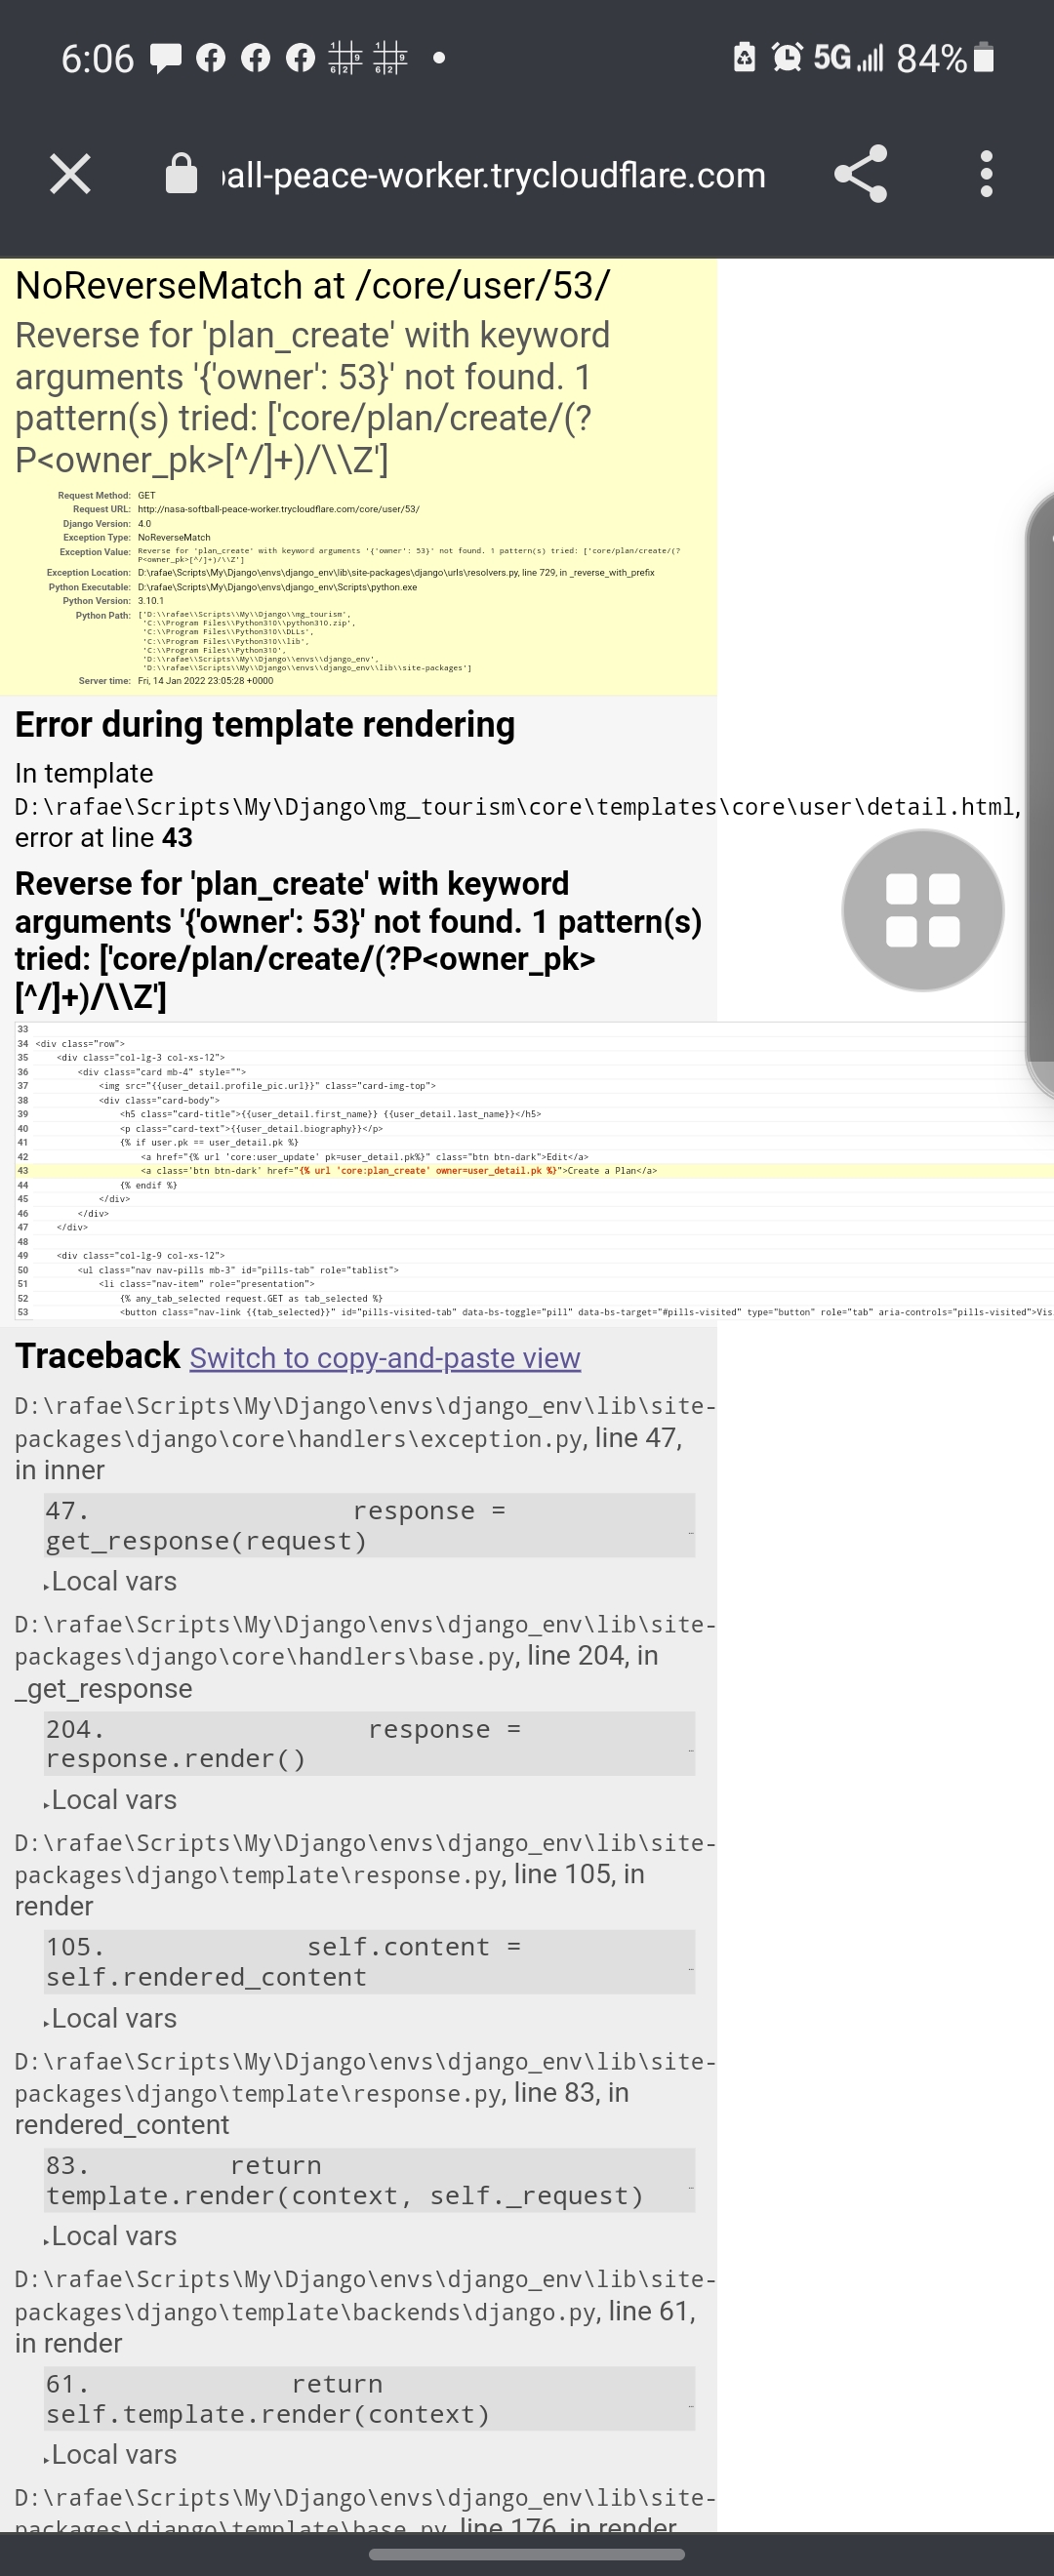 6:06
5G 84%
ball-peace-worker.trycloudflare.com
NoReverseMatch at /core/user/53/
Reverse for 'plan_create' with keyword
arguments '{'owner': 53}' not found. 1
pattern(s) tried: ['core/plan/create/(?
P<owner_pk>[^/]+)/\\Z']
Request Method: GET
Request URL: http://nasa-softball-peace-worker.trycloudflare.com/core/user/53/
Django Version: 4.0
Exception Type: NoReverseMatch
Exception Value: Reverse for 'plan_create' with keyword arguments '{'owner': 53}' not found. 1 pattern(s) tried: ['core/plan/create/(?
P<owner_pk>[^/]+)/\\Z']
Exception Location: D:\rafae\Scripts\My\Django\envs\django_env\lib\site-packages\django\urls\resolvers.py, line 729, in _reverse_with_prefix
Python Executable: D:\rafae\Scripts\My\Django\envs\django_env\Scripts\python.exe
Python Version: 3.10.1
Python Path: ['D:\\rafae\\Scripts\\My\\Django\\mg_tourism',
'C:\\Program Files\\Python310\\python310.zip',
'C:\\Program Files\\Python310\\DLLs',
'C:\\Program Files\\Python310\\lib',
'C:\\Program Files\\Python310',
'D:\\rafae\\Scripts\\My\\Django\\envs\\django_env',
'D:\\rafae\\Scripts\\My\\Django\\envs\\django_env\\lib\\site-packages']
Server time: Fri, 14 Jan 2022 23:05:28 +0000
Error during template rendering
In template
D:\rafae\Scripts\My\Django\mg_tourism\core\templates\core\user\detail.html,
error at line 43
Reverse for 'plan_create' with keyword
arguments '{'owner': 53}' not found. 1 pattern(s)
tried: ['core/plan/create/(?P<owner_pk>
[^/]+)/\\Z']
33
34 <div class="row">
35 <div class="col-lg-3 col-xs-12">
36 <div class="card mb-4" style="">
37 <img src="{{user_detail.profile_pic.url}}" class="card-img-top">
38 <div class="card-body">
39 <h5 class="card-title">{{user_detail.first_name}} {{user_detail.last_name}}</h5>
40 <p class="card-text">{{user_detail.biography}}</p>
41 {% if user.pk == user_detail.pk %}
42 <a href="{% url 'core:user_update' pk=user_detail.pk%}" class="btn btn-dark">Edit</a>
43 <a class='btn btn-dark' href="{% url 'core:plan_create' owner=user_detail.pk %}">Create a Plan</a>
44 {% endif %}
45 </div>
46 </div>
47 </div>
48
49 <div class="col-lg-9 col-xs-12">
50 <ul class="nav nav-pills mb-3" id="pills-tab" role="tablist">
51 <li class="nav-item" role="presentation">
52 {% any_tab_selected request.GET as tab_selected %}
53 <button class="nav-link {{tab_selected}}" id="pills-visited-tab" data-bs-toggle="pill" data-bs-target="#pills-visited" type="button" role="tab" aria-controls="pills-visited">Vis
Traceback Switch to copy-and-paste view
D:\rafae\Scripts\My\Django\envs\django_env\lib\site-
packages\django\core\handlers\exception.py, line 47,
in inner
47. response =
get_response(request) …
Local vars
D:\rafae\Scripts\My\Django\envs\django_env\lib\site-
packages\django\core\handlers\base.py, line 204, in
_get_response
204. response =
response.render() …
Local vars
D:\rafae\Scripts\My\Django\envs\django_env\lib\site-
packages\django\template\response.py, line 105, in
render
105. self.content =
self.rendered_content …
Local vars
D:\rafae\Scripts\My\Django\envs\django_env\lib\site-
packages\django\template\response.py, line 83, in
rendered_content
83. return
template.render(context, self._request) …
Local vars
D:\rafae\Scripts\My\Django\envs\django_env\lib\site-
packages\django\template\backends\django.py, line 61,
in render
61. return
self.template.render(context) …
Local vars
D:\rafae\Scripts\My\Django\envs\django_env\lib\site-
packages\django\template\base.py, line 176, in render